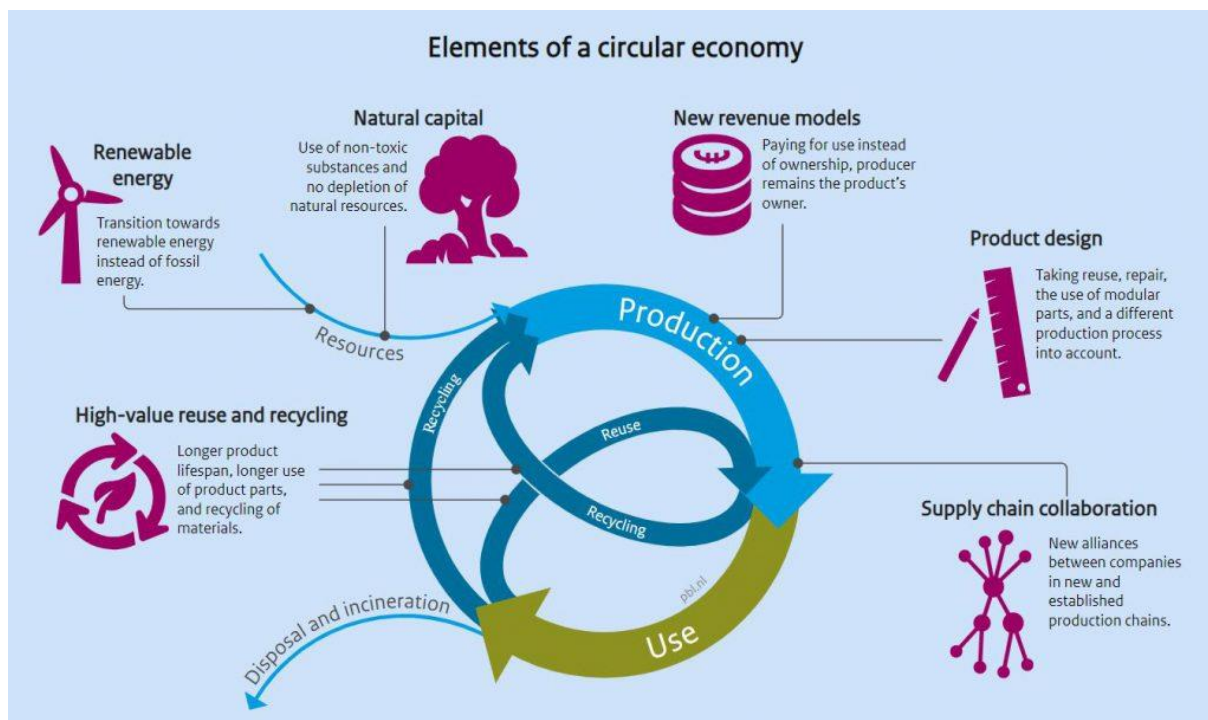 Elements of a circular economy
Renewable
energy
Transition towards
renewable energy
instead of fossil
energy.
Natural capital
Use of non-toxic
substances and
no depletion of
natural resources.
New revenue models
Paying for use instead
of ownership, producer
remains the product's
owner.
Product design
Taking reuse, repair,
the use of modular
parts, and a different
production process
into account.
Resources
Production
High-value reuse and recycling
Longer product
lifespan, longer use
of product parts,
and recycling of
materials.
Recycling
Reuse
Recycling
Supply chain collaboration
New alliances
between companies
in new and
established
production chains.
Disposal and incineration
Use
pbl.nl